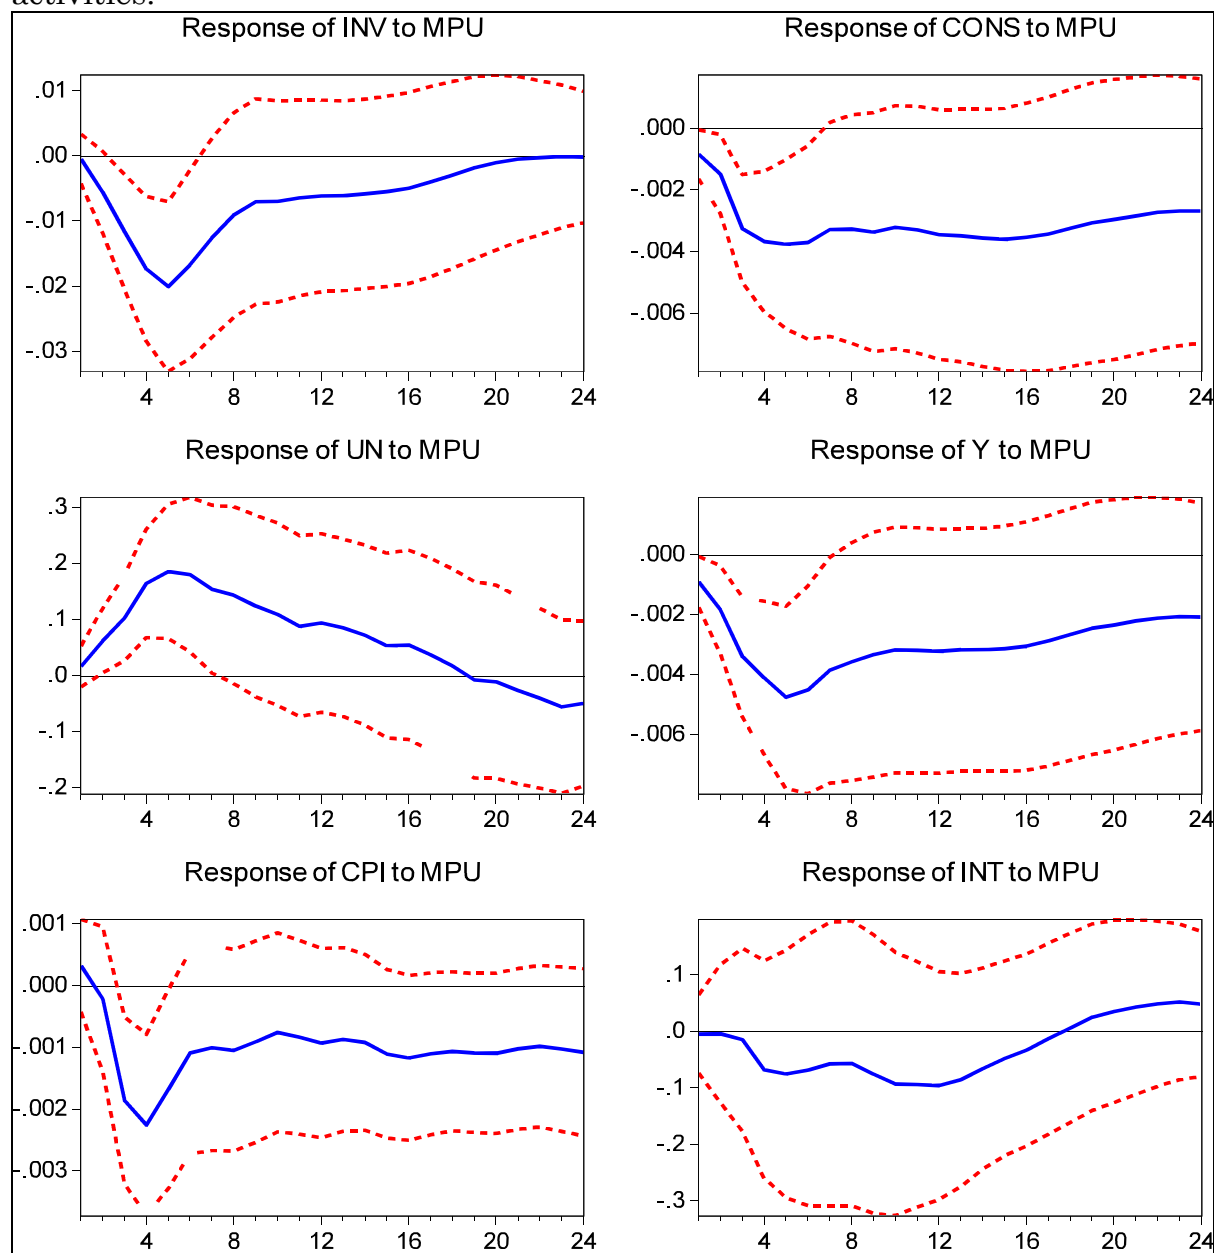 activities.
Response of INV to MPU
.01
.00
-.01
-.02
-.03
4 8 12 16 20 24
Response of CONS to MPU
.000
-.002
-.004
-.006
4 8 12 16 20 24
Response of UN to MPU
.3
.2
.1
.0
-.1
-.2
4 8 12 16 20 24
Response of Y to MPU
.000
-.002
-.004
-.006
4 8 12 16 20 24
Response of CPI to MPU
.001
.000
-.001
-.002
-.003
4 8 12 16 20 24
Response of INT to MPU
.1
.0
-.1
-.2
-.3
4 8 12 16 20 24